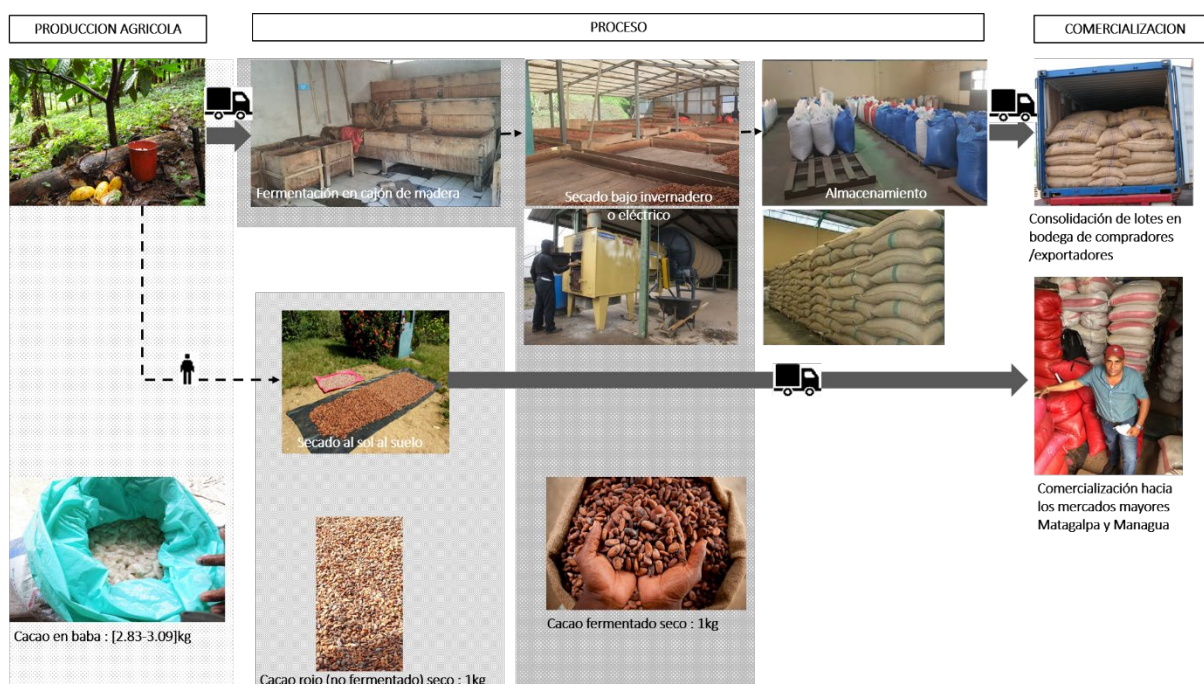 PRODUCCION AGRICOLA
PROCESO
COMERCIALIZACION
Fermentación en cajón de madera
Secado bajo invernadero
o eléctrico
Almacenamiento
Consolidación de lotes en
bodega de compradores
/exportadores
Secado al sol al suelo
Comercialización hacia
los mercados mayores
Matagalpa y Managua
Cacao en baba : [2.83-3.09]kg
Cacao rojo (no fermentado) seco : 1kg
Cacao fermentado seco : 1kg